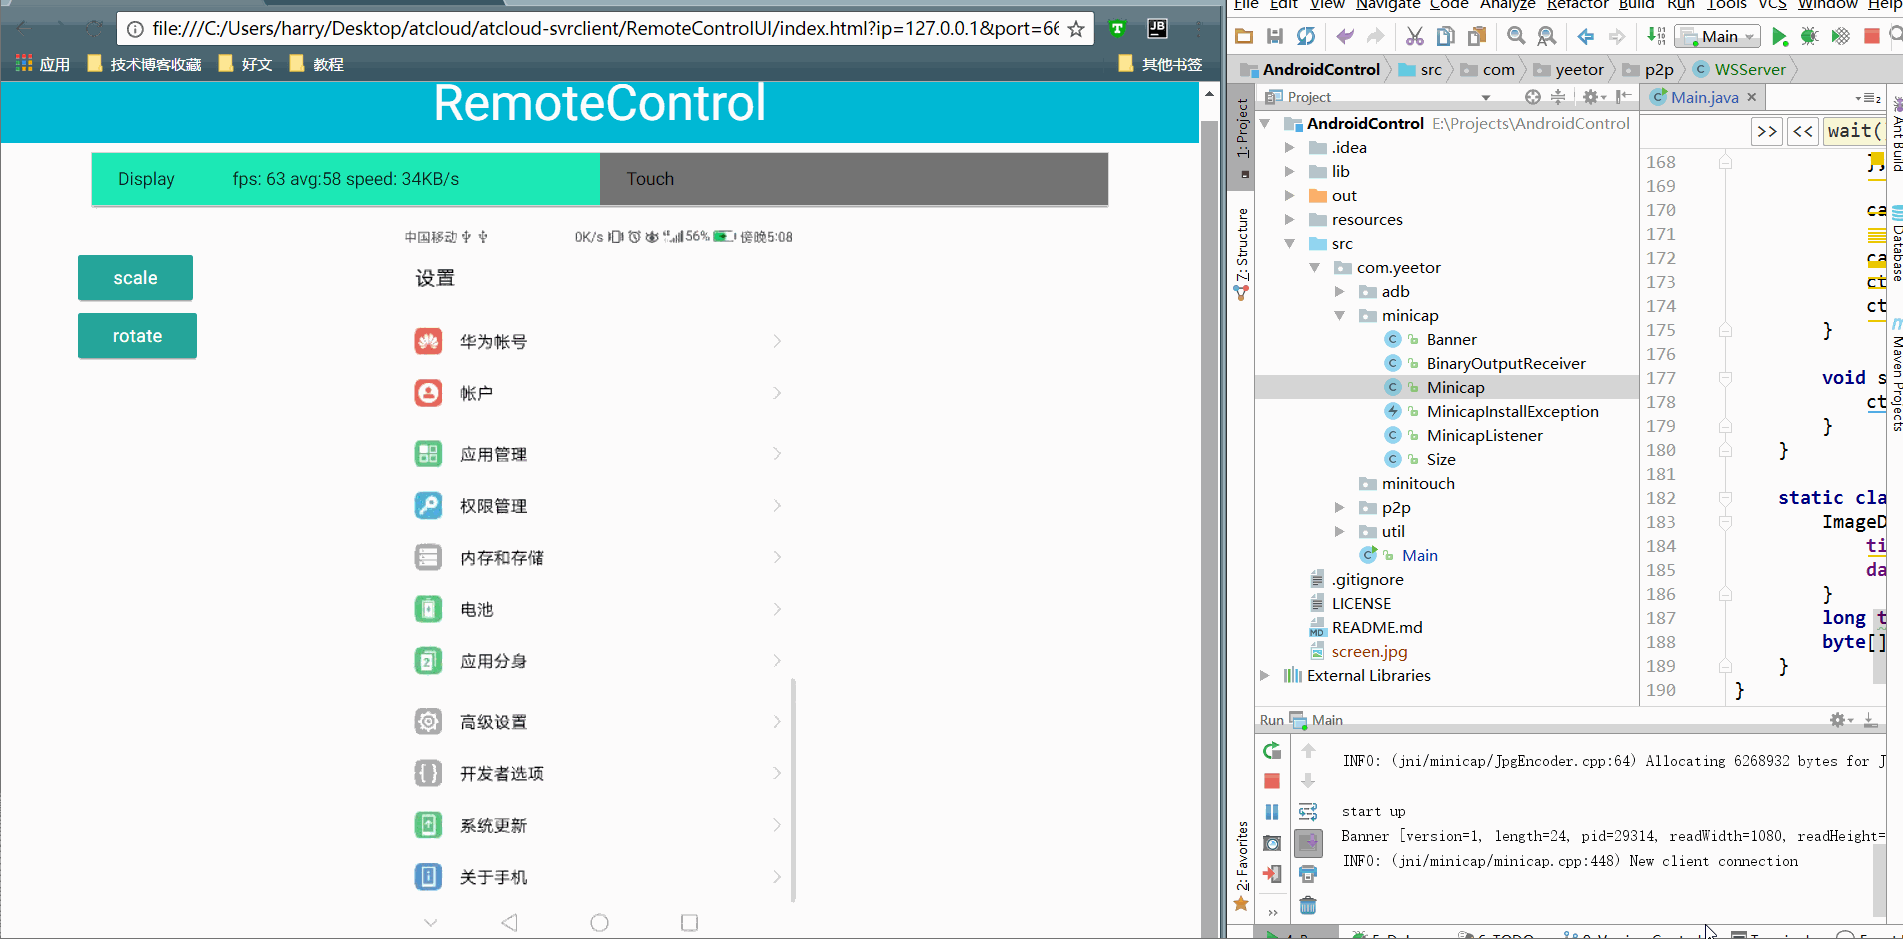 file:///C:/Users/harry/Desktop/atcloud/atcloud-svrclient/RemoteControlUI/index.html?ip=127.0.0.1&port=66
应用 技术博客收藏 好文 教程 其他书签
RemoteControl
Display fps: 63 avg:58 speed: 34KB/s Touch
中国移动 0K/s 56% 傍晚5:08
设置
scale
rotate
华为帐号
帐户
应用管理
权限管理
内存和存储
电池
应用分身
高级设置
开发者选项
系统更新
关于手机
File Edit View Navigate Code Analyze Refactor Build Run Tools VCS Window Help
Main
AndroidControl src com yeetor p2p WSServer
Project Main.java
1: Project
7: Structure
2: Favorites
AndroidControl E:\Projects\AndroidControl
.idea
lib
out
resources
src
com.yeetor
adb
minicap
Banner
BinaryOutputReceiver
Minicap
MinicapInstallException
MinicapListener
Size
minitouch
p2p
util
Main
.gitignore
LICENSE
README.md
screen.jpg
External Libraries
>> << wait(
168 },
169
170 ca
171
172 ca
173 ct
174 ct
175 }
176
177 void s
178 ct
179 }
180 }
181
182 static cla
183 ImageD
184 ti
185 da
186 }
187 long t
188 byte[]
189 }
190 }
Ant Build
Database
Maven Projects
Run Main
INFO: (jni/minicap/JpgEncoder.cpp:64) Allocating 6268932 bytes for J
start up
Banner [version=1, length=24, pid=29314, readWidth=1080, readHeight=
INFO: (jni/minicap/minicap.cpp:448) New client connection